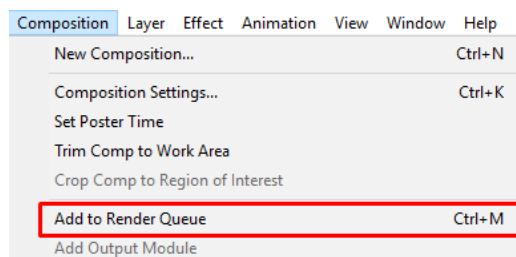 Composition Layer Effect Animation View Window Help
New Composition... Ctrl+N
Composition Settings... Ctrl+K
Set Poster Time
Trim Comp to Work Area
Crop Comp to Region of Interest
Add to Render Queue Ctrl+M
Add Output Module